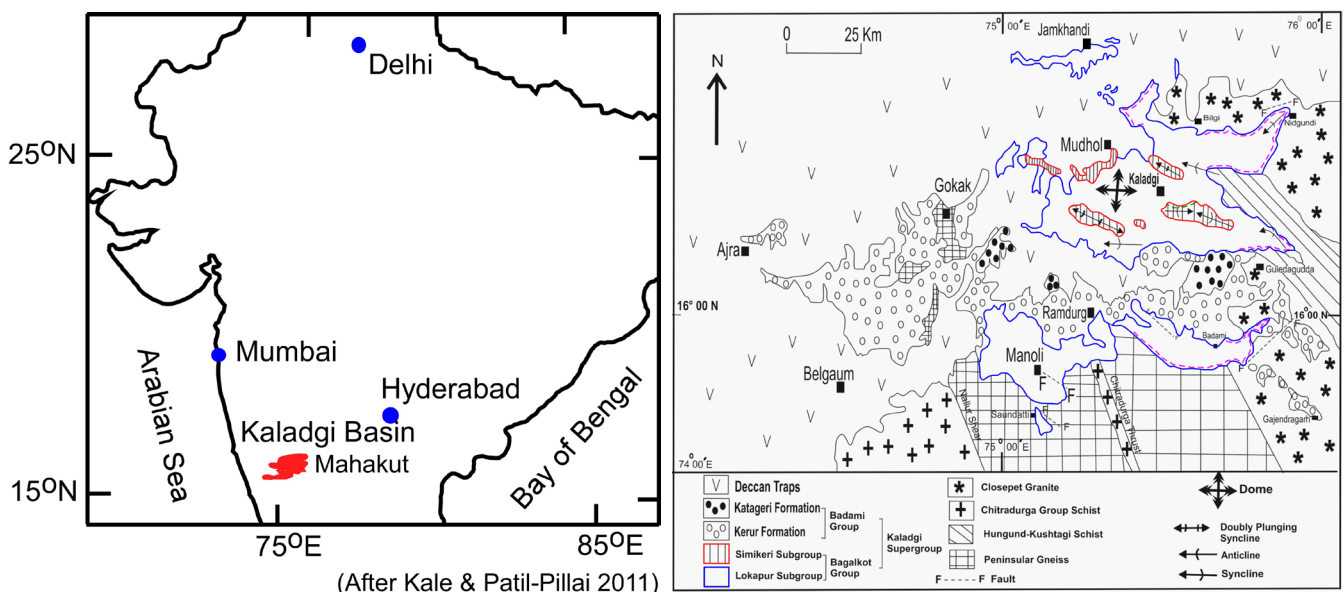 Delhi
25°N
Mumbai
Hyderabad
Kaladgi Basin
Mahakut
Arabian Sea
Bay of Bengal
15°N
75°E
85°E
(After Kale & Patil-Pillai 2011)
75° 00'E
76° 00' E
0 25 Km
N
Jamkhandi
Bilgi
F
F
Nidgundi
Mudhol
Kaladgi
Gokak
Ajra
Guledagudda
16° 00 N
Ramdurg
16° 00 N
Badami
F
F
Manoli
Belgaum
F
F
Nallur Shear
Chitradurga Thrust
Saundatti
F
F
Gajendragarh
75° 00'E
74° 00'E
V Deccan Traps
Katageri Formation
Kerur Formation
Badami Group
Simikeri Subgroup
Lokapur Subgroup
Bagalkot Group
Kaladgi Supergroup
Closepet Granite
Chitradurga Group Schist
Hungund-Kushtagi Schist
Peninsular Gneiss
F - - - - F Fault
Dome
Doubly Plunging Syncline
Anticline
Syncline